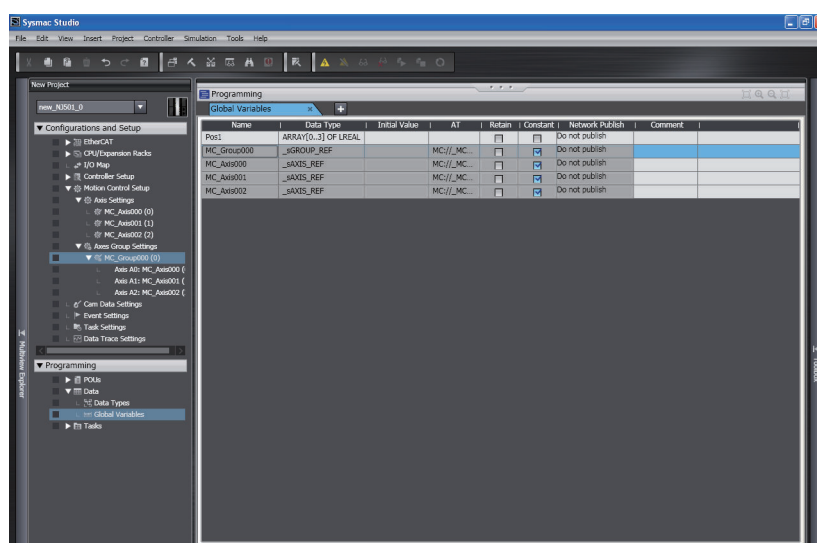 Sysmac Studio
File Edit View Insert Project Controller Simulation Tools Help
New Project
new_NJ501_0
Configurations and Setup
EtherCAT
CPU/Expansion Racks
I/O Map
Controller Setup
Motion Control Setup
Axis Settings
MC_Axis000 (0)
MC_Axis001 (1)
MC_Axis002 (2)
Axes Group Settings
MC_Group000 (0)
Axis A0: MC_Axis000 (
Axis A1: MC_Axis001 (
Axis A2: MC_Axis002 (
Cam Data Settings
Event Settings
Task Settings
Data Trace Settings
Programming
POUs
Data
Data Types
Global Variables
Tasks
Multiview Explorer
Programming
Global Variables
Name Data Type Initial Value AT Retain Constant Network Publish Comment
Pos1 ARRAY[0..3] OF LREAL Do not publish
MC_Group000 _sGROUP_REF MC://_MC... Do not publish
MC_Axis000 _sAXIS_REF MC://_MC... Do not publish
MC_Axis001 _sAXIS_REF MC://_MC... Do not publish
MC_Axis002 _sAXIS_REF MC://_MC... Do not publish
Toolbox